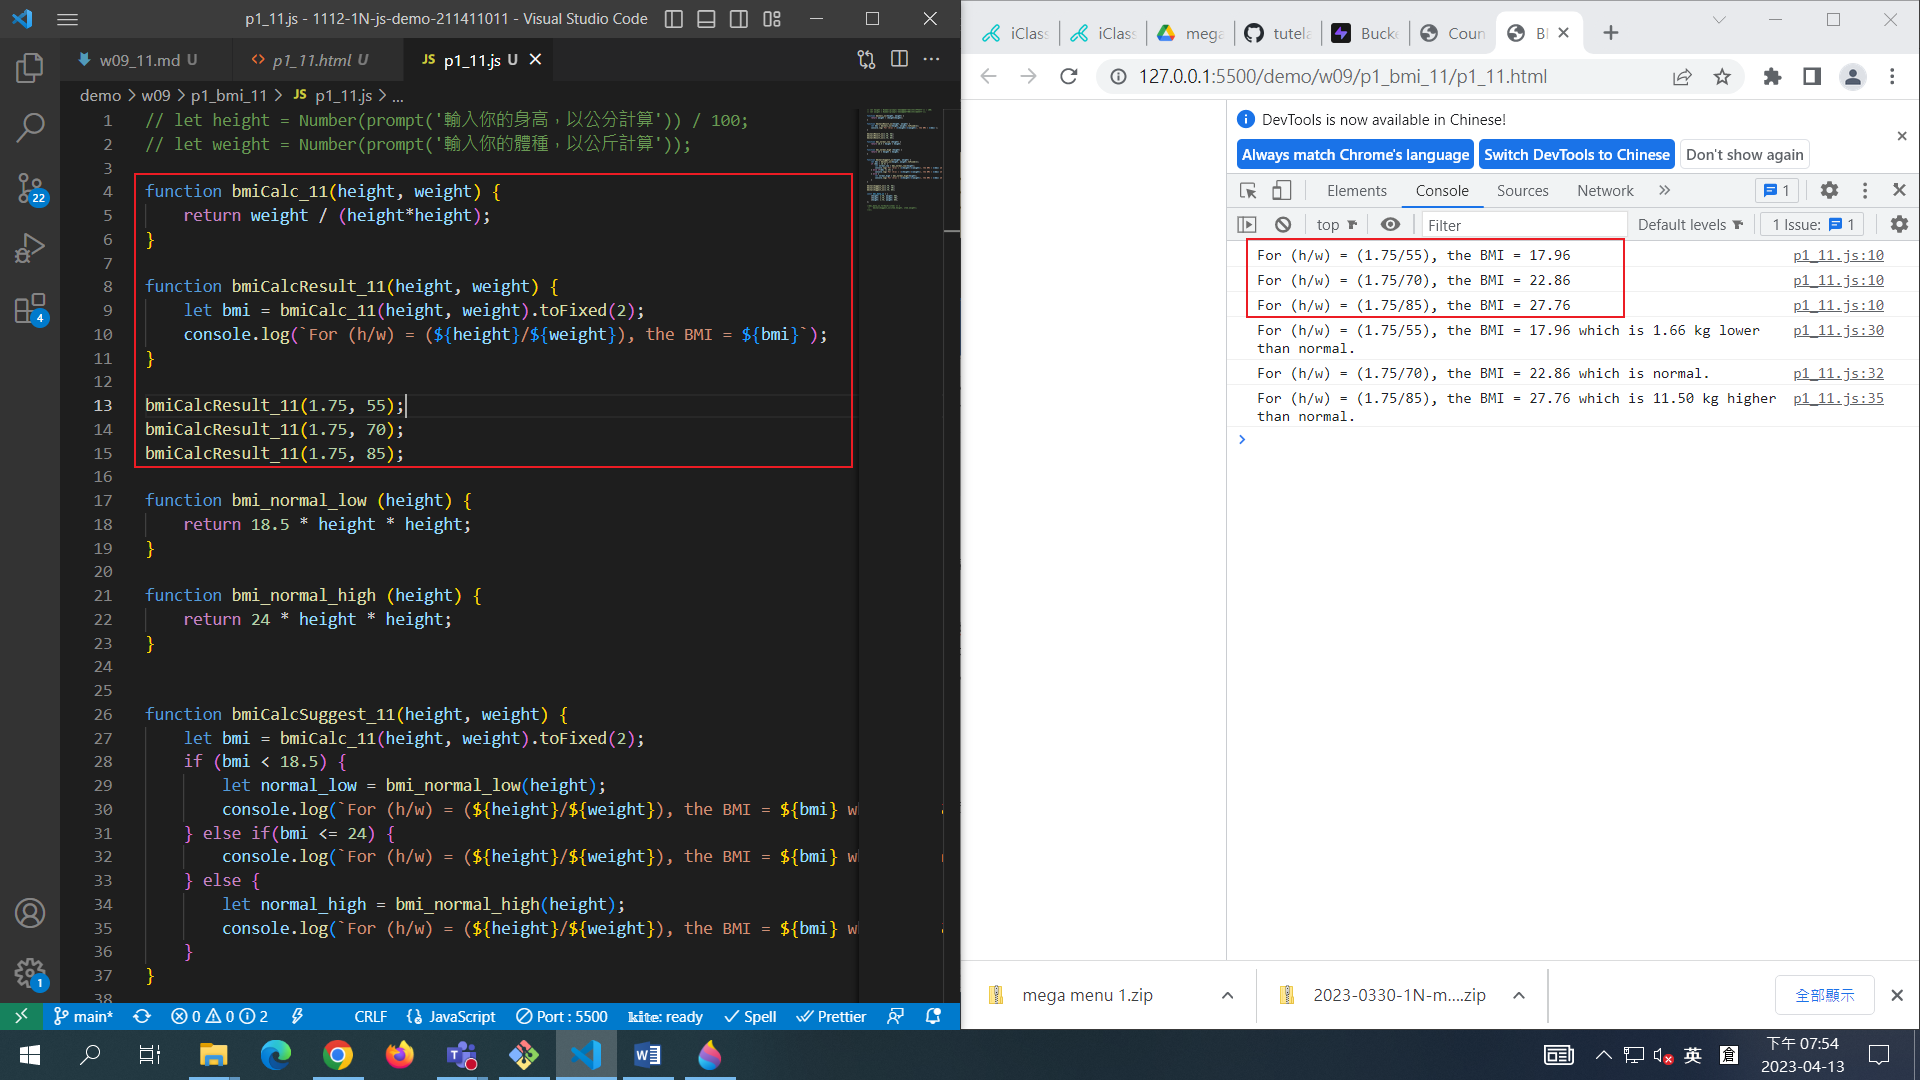 p1_11.js - 1112-1N-js-demo-211411011 - Visual Studio Code
w09_11.md U
p1_11.html U
JS p1_11.js U
demo > w09 > p1_bmi_11 > JS p1_11.js > ...
1 // let height = Number(prompt('輸入你的身高，以公分計算')) / 100;
2 // let weight = Number(prompt('輸入你的體種，以公斤計算'));
3
4 function bmiCalc_11(height, weight) {
5 return weight / (height*height);
6 }
7
8 function bmiCalcResult_11(height, weight) {
9 let bmi = bmiCalc_11(height, weight).toFixed(2);
10 console.log(`For (h/w) = (${height}/${weight}), the BMI = ${bmi}`);
11 }
12
13 bmiCalcResult_11(1.75, 55);
14 bmiCalcResult_11(1.75, 70);
15 bmiCalcResult_11(1.75, 85);
16
17 function bmi_normal_low (height) {
18 return 18.5 * height * height;
19 }
20
21 function bmi_normal_high (height) {
22 return 24 * height * height;
23 }
24
25
26 function bmiCalcSuggest_11(height, weight) {
27 let bmi = bmiCalc_11(height, weight).toFixed(2);
28 if (bmi < 18.5) {
29 let normal_low = bmi_normal_low(height);
30 console.log(`For (h/w) = (${height}/${weight}), the BMI = ${bmi} w
31 } else if(bmi <= 24) {
32 console.log(`For (h/w) = (${height}/${weight}), the BMI = ${bmi} w
33 } else {
34 let normal_high = bmi_normal_high(height);
35 console.log(`For (h/w) = (${height}/${weight}), the BMI = ${bmi} w
36 }
37 }
38
22
4
1
main* 0 0 2 CRLF JavaScript Port : 5500 kite: ready Spell Prettier
iClass iClass mega tutela Bucke Coun BI
127.0.0.1:5500/demo/w09/p1_bmi_11/p1_11.html
DevTools is now available in Chinese!
Always match Chrome's language Switch DevTools to Chinese Don't show again
Elements Console Sources Network 1
top Filter Default levels 1 Issue: 1
For (h/w) = (1.75/55), the BMI = 17.96 p1_11.js:10
For (h/w) = (1.75/70), the BMI = 22.86 p1_11.js:10
For (h/w) = (1.75/85), the BMI = 27.76 p1_11.js:10
For (h/w) = (1.75/55), the BMI = 17.96 which is 1.66 kg lower p1_11.js:30
than normal.
For (h/w) = (1.75/70), the BMI = 22.86 which is normal. p1_11.js:32
For (h/w) = (1.75/85), the BMI = 27.76 which is 11.50 kg higher p1_11.js:35
than normal.
mega menu 1.zip
2023-0330-1N-m....zip
全部顯示
英 倉
下午 07:54
2023-04-13